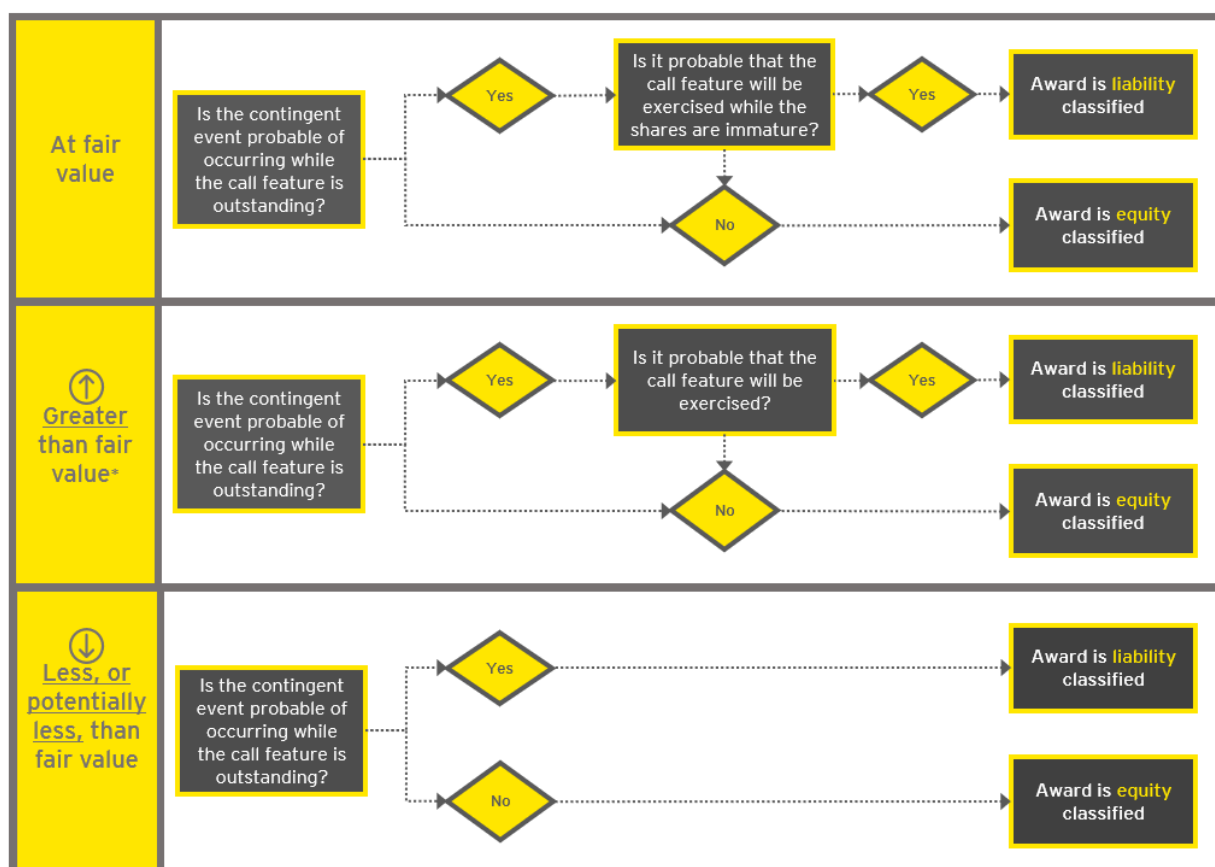 At fair
value
Is the contingent
event probable of
occurring while
the call feature is
outstanding?
Yes
Is it probable that the
call feature will be
exercised while the
shares are immature?
Yes
Award is liability
classified
No
Award is equity
classified
Greater
than fair
value*
Is the contingent
event probable of
occurring while
the call feature is
outstanding?
Yes
Is it probable that the
call feature will be
exercised?
Yes
Award is liability
classified
No
Award is equity
classified
Less, or
potentially
less, than
fair value
Is the contingent
event probable of
occurring while
the call feature is
outstanding?
Yes
Award is liability
classified
No
Award is equity
classified